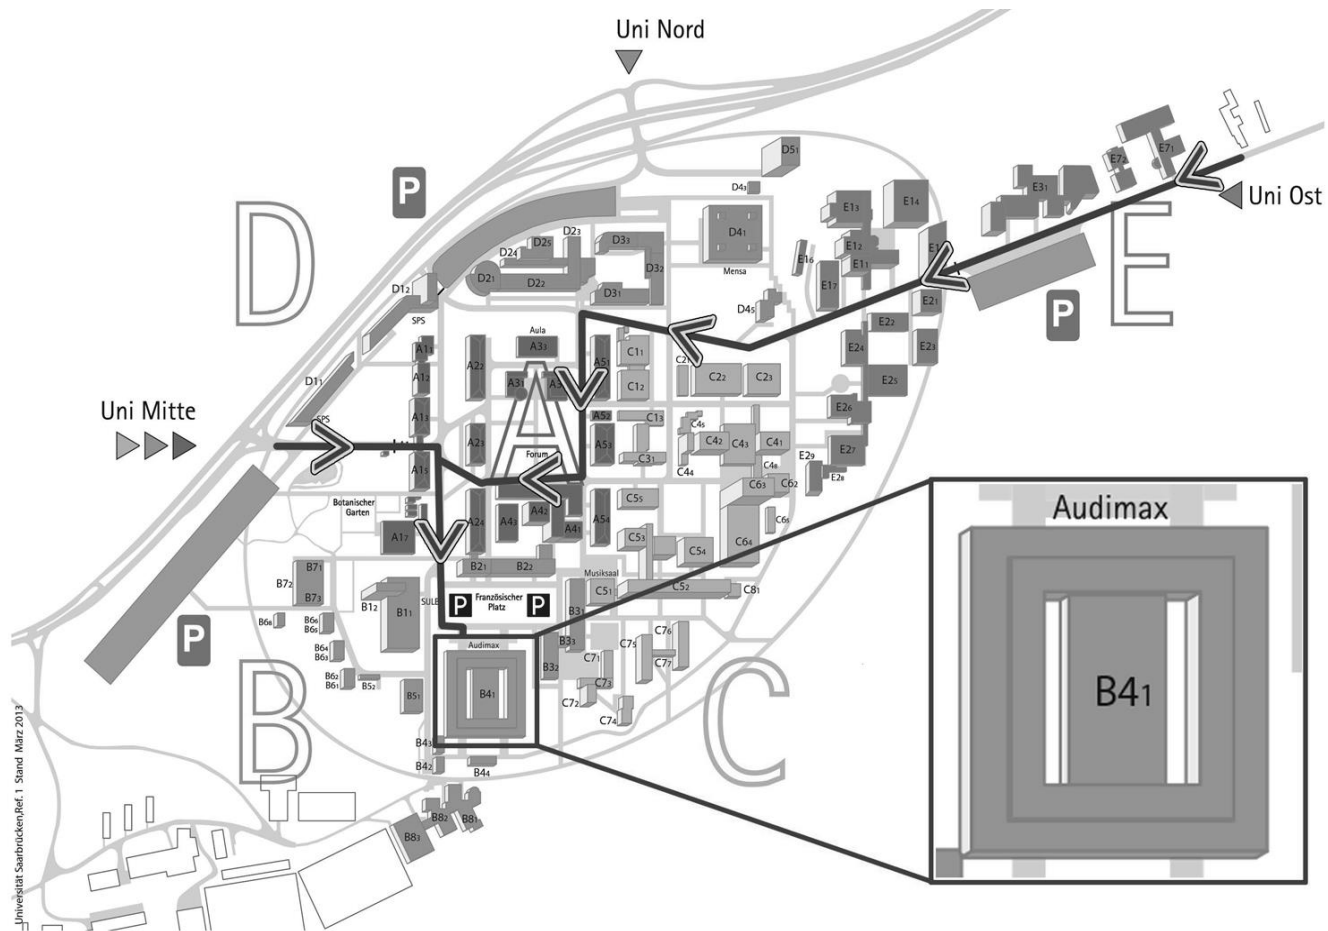 Uni Nord
P
D
D51
D43
E71
E72
E31
Uni Ost
E
E14
E13
E12
E11
E16
E17
D41
Mensa
D23
D25
D24
D33
D32
D21
D22
D31
D12
SPS
D45
P
E21
E22
E23
E24
E25
E26
E27
E28
E29
Aula
A33
A31
A22
A51
C11
C12
C22
C23
A12
A13
D11
SPS
Uni Mitte
A
A52
C13
A53
C31
C45
C42
C43
C41
C44
C48
A23
Forum
A15
C63
C62
C65
C64
Botanischer
Garten
A17
A24
A43
A42
A41
A54
C55
C53
C54
B21
B22
Musiksaal
C51
C52
C81
B71
B72
B73
B12
B11
SULB
P
Französischer
Platz
P
B31
B33
B32
B68
B66
B65
B64
B63
B62
B61
B52
B51
P
B
Audimax
B41
B43
B42
B44
C71
C73
C72
C74
C75
C76
C77
C
B83
B82
B81
Audimax
B41
Universität Saarbrücken,Ref. 1 Stand März 2013